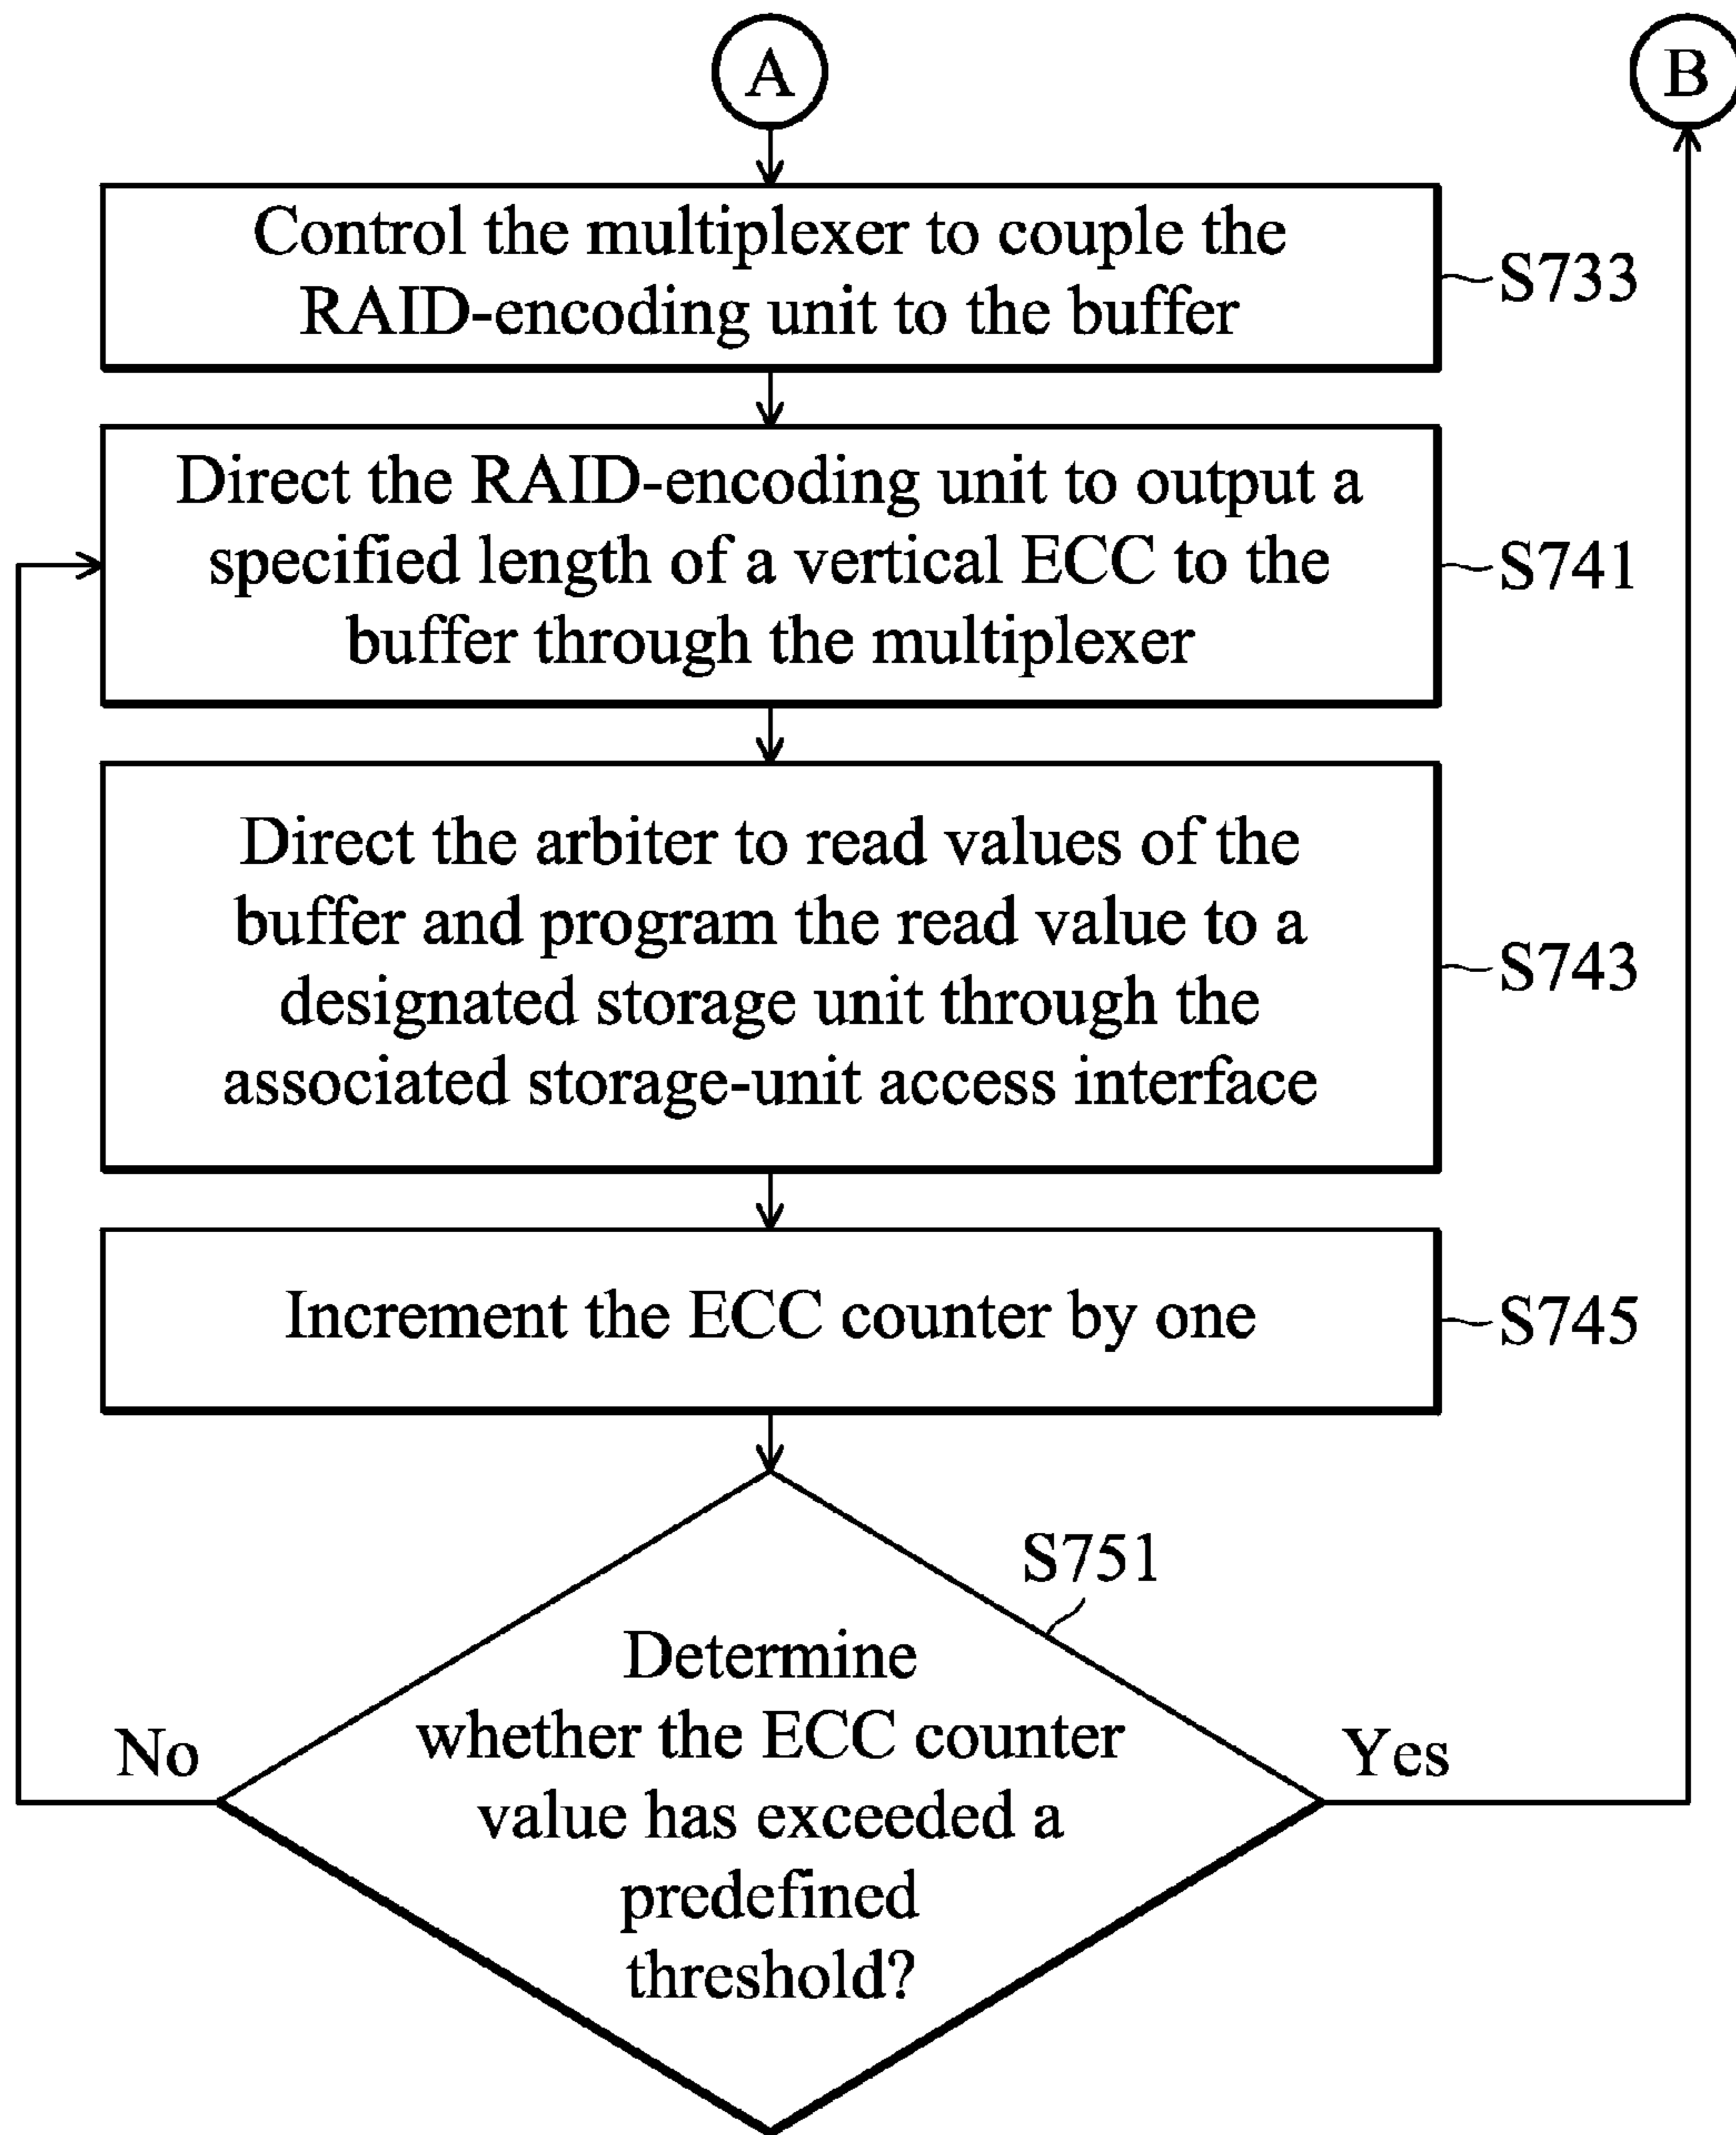 A
B
Control the multiplexer to couple the
RAID-encoding unit to the buffer
S733
Direct the RAID-encoding unit to output a
specified length of a vertical ECC to the
buffer through the multiplexer
S741
Direct the arbiter to read values of the
buffer and program the read value to a
designated storage unit through the
associated storage-unit access interface
S743
Increment the ECC counter by one
S745
S751
Determine
whether the ECC counter
value has exceeded a
predefined
threshold?
No
Yes